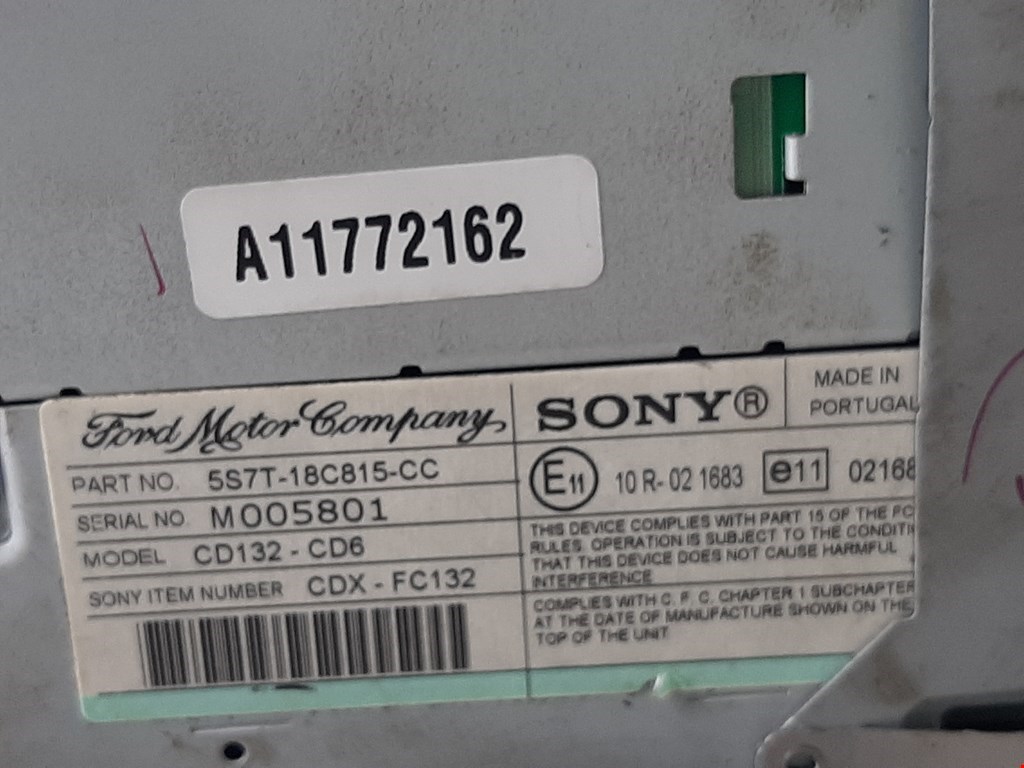 A11772162
Ford Motor Company,
SONY®
MADE IN
PORTUGAL
PART NO. 5S7T-18C815-CC
SERIAL NO. M005801
MODEL CD132 - CD6
SONY ITEM NUMBER CDX - FC132
E11 10 R- 02 1683 e11 02168
THIS DEVICE COMPLIES WITH PART 15 OF THE FC
RULES. OPERATION IS SUBJECT TO THE CONDITI
THAT THIS DEVICE DOES NOT CAUSE HARMFUL
INTERFERENCE
COMPLIES WITH C. F. C. CHAPTER 1 SUBCHAPTER
AT THE DATE OF MANUFACTURE SHOWN ON THE
TOP OF THE UNIT